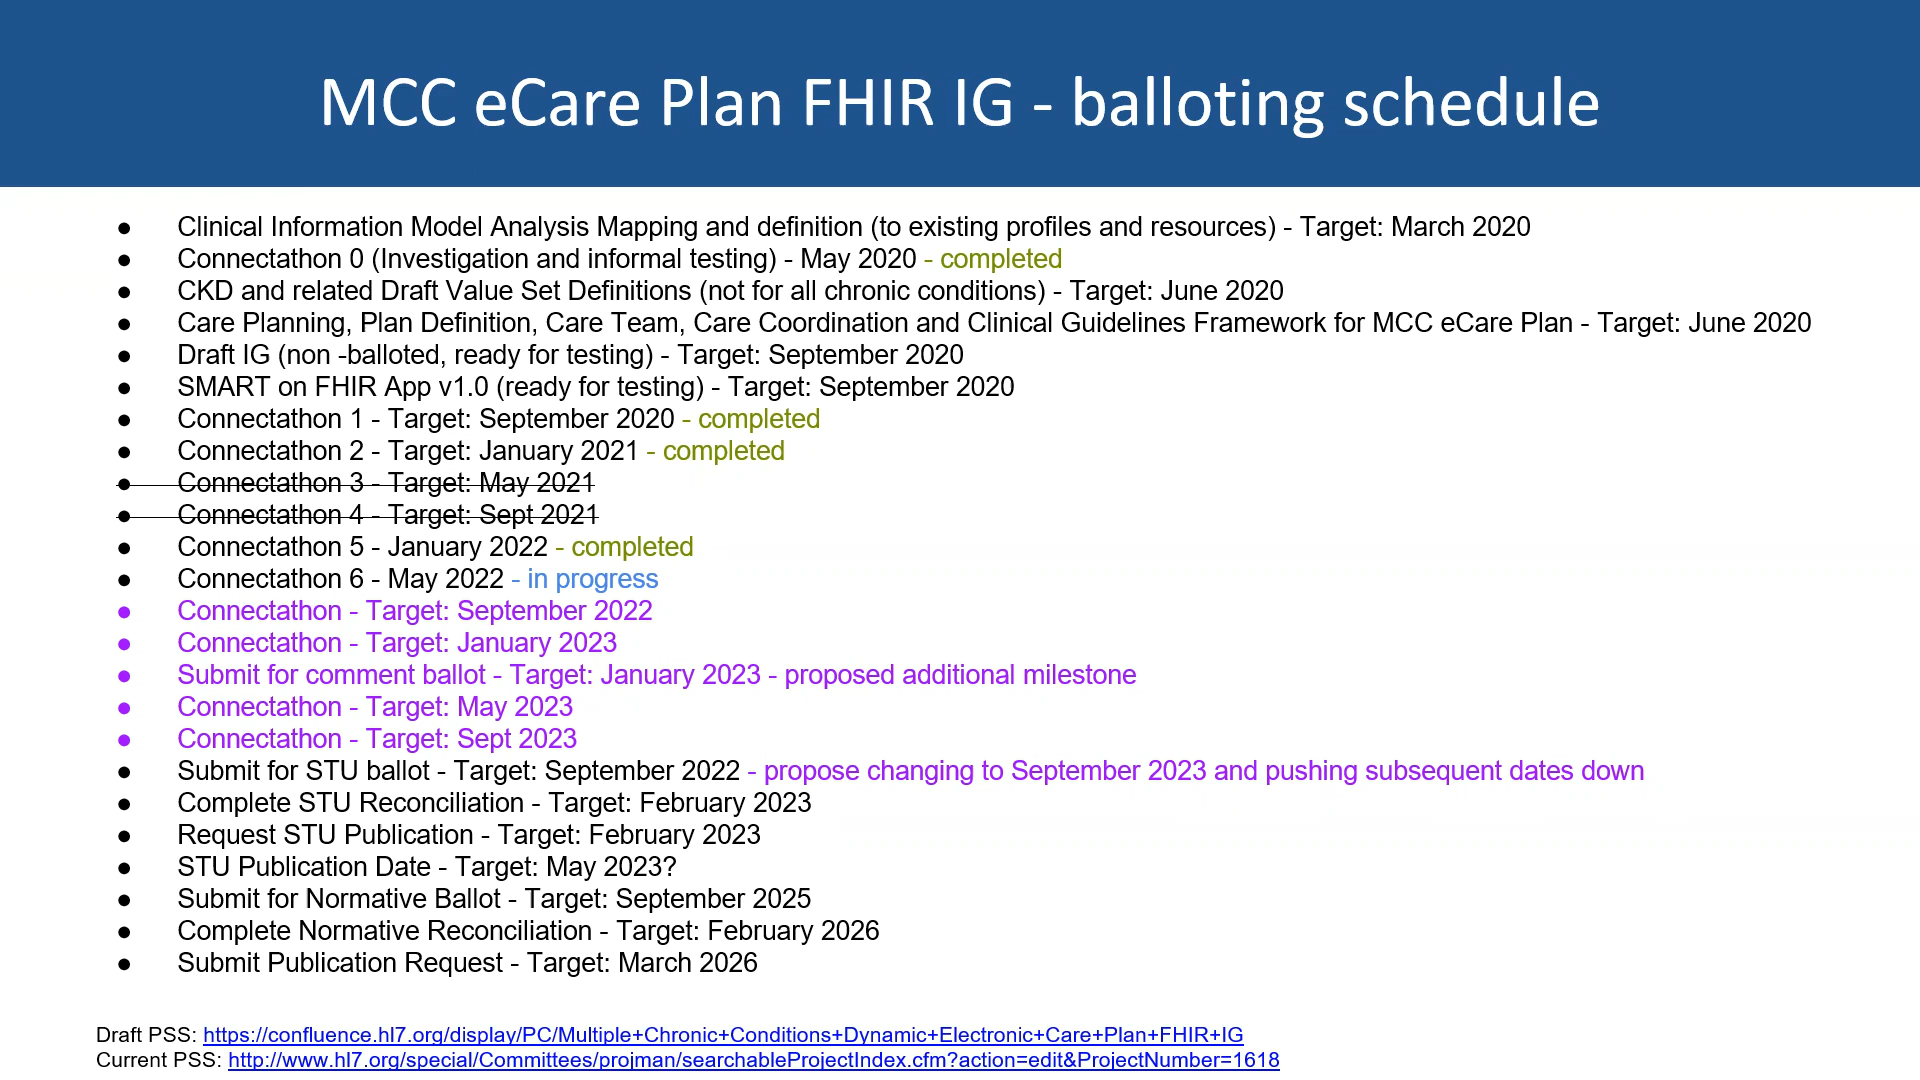 MCC eCare Plan FHIR IG - balloting schedule
● Clinical Information Model Analysis Mapping and definition (to existing profiles and resources) - Target: March 2020
● Connectathon 0 (Investigation and informal testing) - May 2020 - completed
● CKD and related Draft Value Set Definitions (not for all chronic conditions) - Target: June 2020
● Care Planning, Plan Definition, Care Team, Care Coordination and Clinical Guidelines Framework for MCC eCare Plan - Target: June 2020
● Draft IG (non -balloted, ready for testing) - Target: September 2020
● SMART on FHIR App v1.0 (ready for testing) - Target: September 2020
● Connectathon 1 - Target: September 2020 - completed
● Connectathon 2 - Target: January 2021 - completed
● Connectathon 3 - Target: May 2021
● Connectathon 4 - Target: Sept 2021
● Connectathon 5 - January 2022 - completed
● Connectathon 6 - May 2022 - in progress
● Connectathon - Target: September 2022
● Connectathon - Target: January 2023
● Submit for comment ballot - Target: January 2023 - proposed additional milestone
● Connectathon - Target: May 2023
● Connectathon - Target: Sept 2023
● Submit for STU ballot - Target: September 2022 - propose changing to September 2023 and pushing subsequent dates down
● Complete STU Reconciliation - Target: February 2023
● Request STU Publication - Target: February 2023
● STU Publication Date - Target: May 2023?
● Submit for Normative Ballot - Target: September 2025
● Complete Normative Reconciliation - Target: February 2026
● Submit Publication Request - Target: March 2026
Draft PSS: https://confluence.hl7.org/display/PC/Multiple+Chronic+Conditions+Dynamic+Electronic+Care+Plan+FHIR+IG
Current PSS: http://www.hl7.org/special/Committees/projman/searchableProjectIndex.cfm?action=edit&ProjectNumber=1618